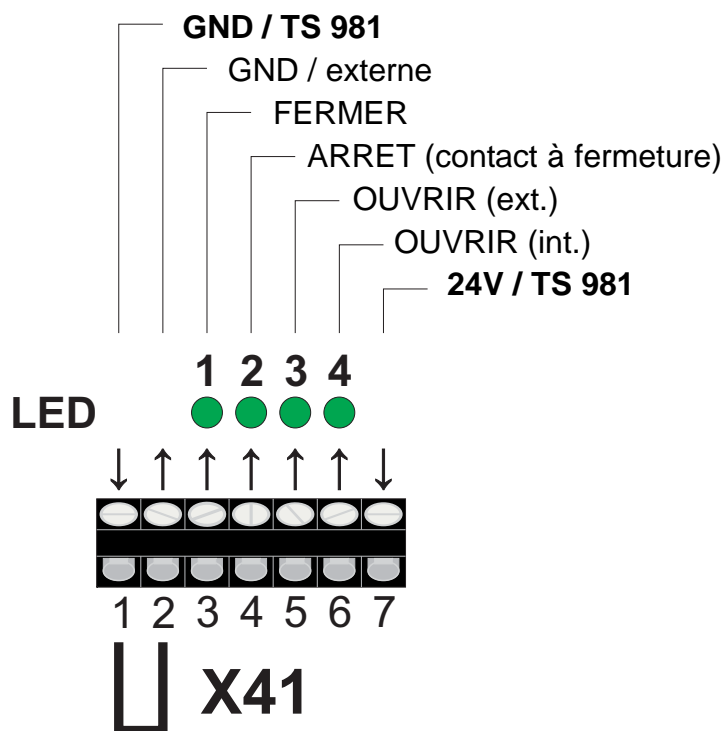 GND / TS 981
GND / externe
FERMER
ARRET (contact à fermeture)
OUVRIR (ext.)
OUVRIR (int.)
24V / TS 981
1 2 3 4
LED
1 2 3 4 5 6 7
X41